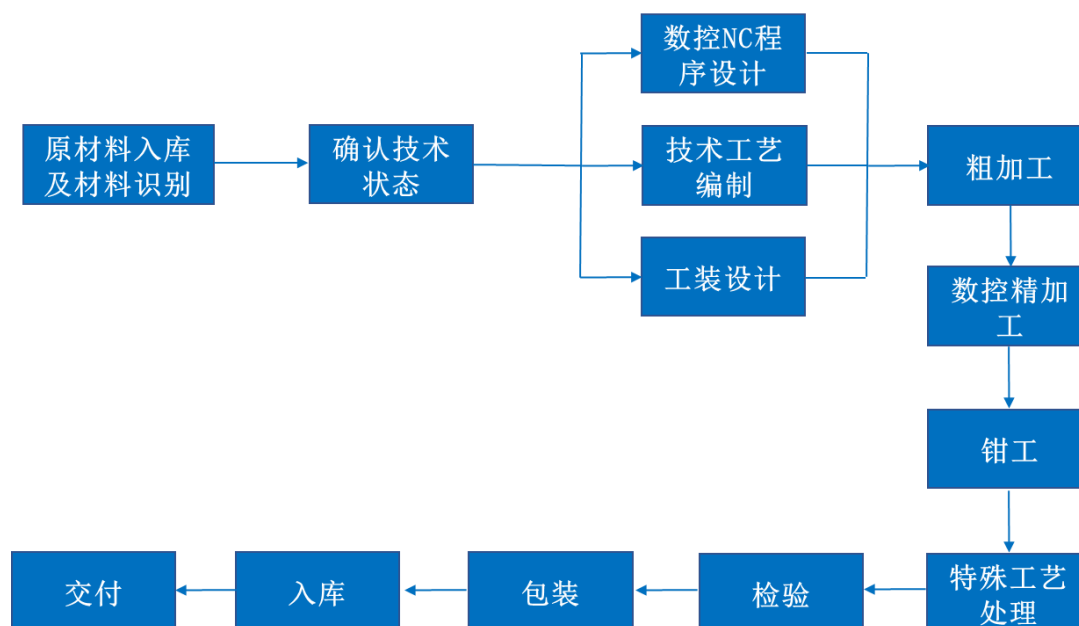 原材料入库
及材料识别
确认技术
状态
数控NC程
序设计
技术工艺
编制
工装设计
粗加工
数控精加
工
钳工
特殊工艺
处理
检验
包装
入库
交付